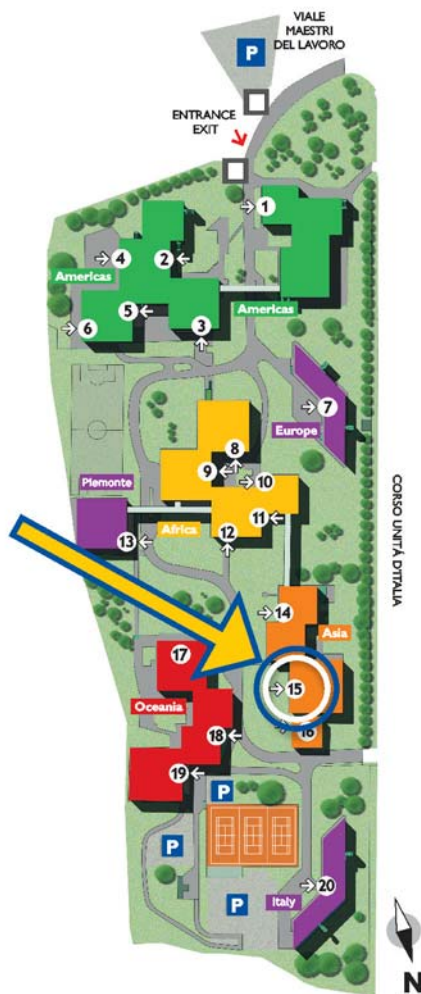 VIALE
MAESTRI
DEL LAVORO
P
ENTRANCE
EXIT
1
4
2
Americas
5
Americas
6
3
7
Europe
8
9
10
Piemonte
11
Africa
12
13
CORSO UNITÁ D'ITALIA
14
Asia
17
15
Oceania
16
18
19
P
P
20
Italy
P
N